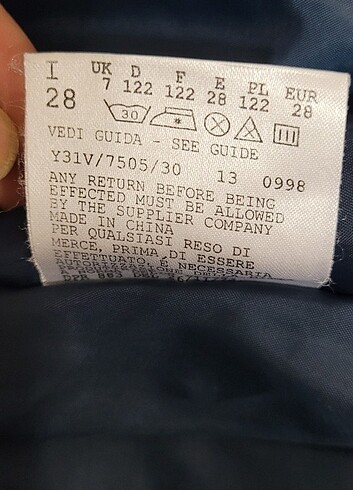 I UK D F E PL EUR
28 7 122 122 28 122 28
30
VEDI GUIDA - SEE GUIDE
Y31V/7505/30 13 0998
ANY RETURN BEFORE BEING
EFFECTED MUST BE ALLOWED
BY THE SUPPLIER COMPANY
MADE IN CHINA
PER QUALSIASI RESO DI
MERCE, PRIMA DI ESSERE
EFFETTUATO, È NECESSARIA